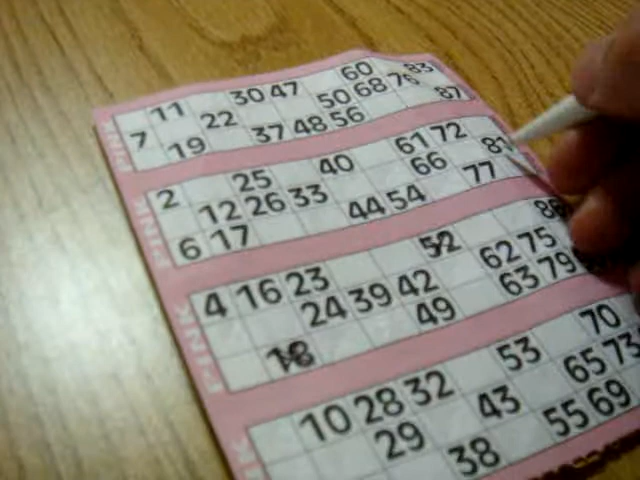 PINK
11 30 47 60 83
7 22 50 68 76
19 37 48 56 87
PINK
2 25 40 61 72
12 26 33 66 81
6 17 44 54 77
PINK
4 16 23 52
24 39 42 62 75
18 49 63 79
10 28 32 53 70
29 43 65 73
38 55 69